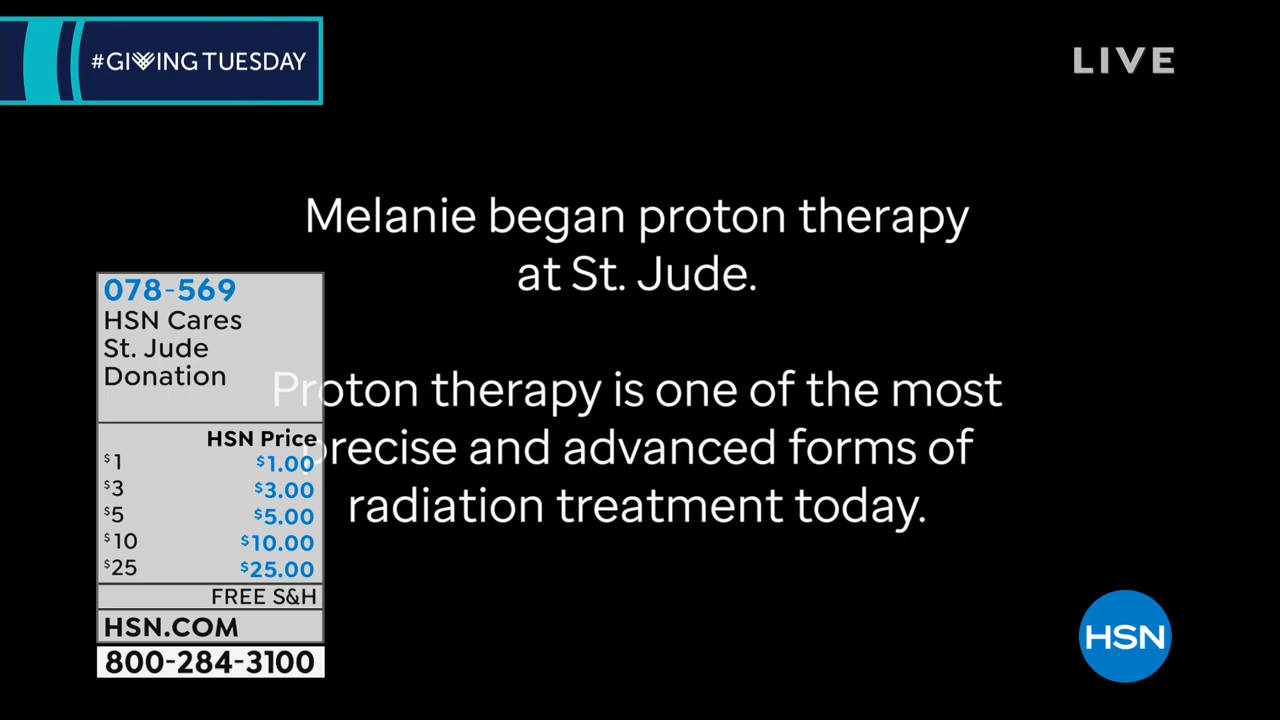 #GIVING TUESDAY
LIVE
Melanie began proton therapy
at St. Jude.
Proton therapy is one of the most
precise and advanced forms of
radiation treatment today.
078-569
HSN Cares
St. Jude
Donation
HSN Price
$1 $1.00
$3 $3.00
$5 $5.00
$10 $10.00
$25 $25.00
FREE S&H
HSN.COM
800-284-3100
HSN